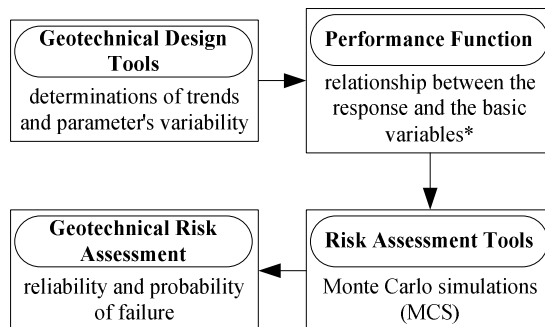 Geotechnical Design
Tools
determinations of trends
and parameter's variability
Performance Function
relationship between the
response and the basic
variables*
Risk Assessment Tools
Monte Carlo simulations
(MCS)
Geotechnical Risk
Assessment
reliability and probability
of failure